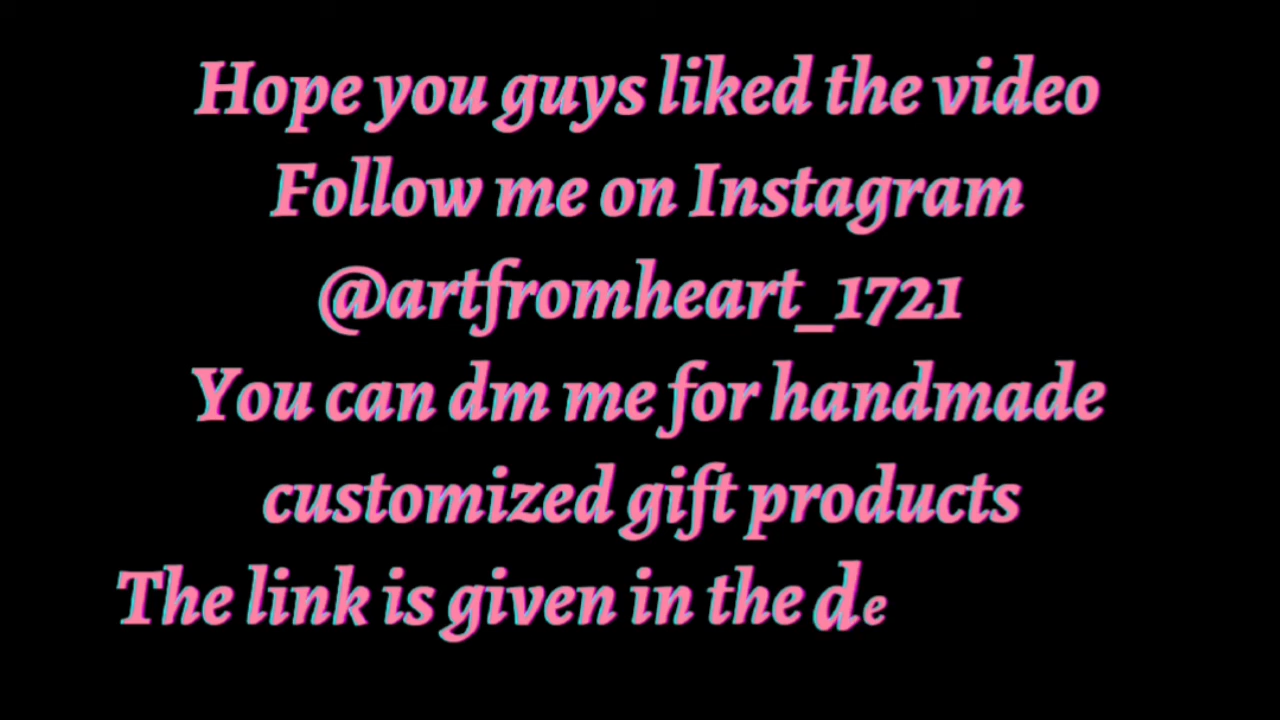 Hope you guys liked the video
Follow me on Instagram
@artfromheart_1721
You can dm me for handmade
customized gift products
The link is given in the de